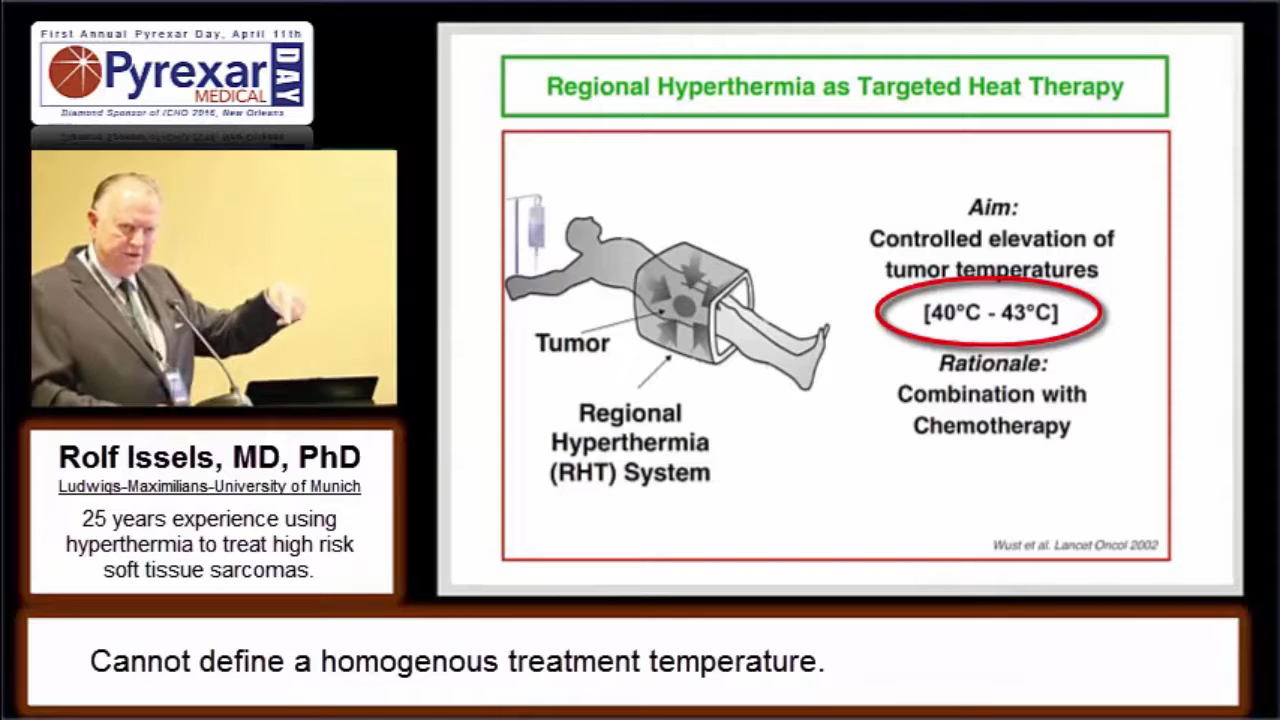 First Annual Pyrexar Day, April 11th
Pyrexar
MEDICAL
DAY
Diamond Sponsor of ICHO 2016, New Orleans
Regional Hyperthermia as Targeted Heat Therapy
Aim:
Controlled elevation of
tumor temperatures
[40°C - 43°C]
Rationale:
Combination with
Chemotherapy
Tumor
Regional
Hyperthermia
(RHT) System
Wust et al. Lancet Oncol 2002
Rolf Issels, MD, PhD
Ludwigs-Maximilians-University of Munich
25 years experience using
hyperthermia to treat high risk
soft tissue sarcomas.
Cannot define a homogenous treatment temperature.